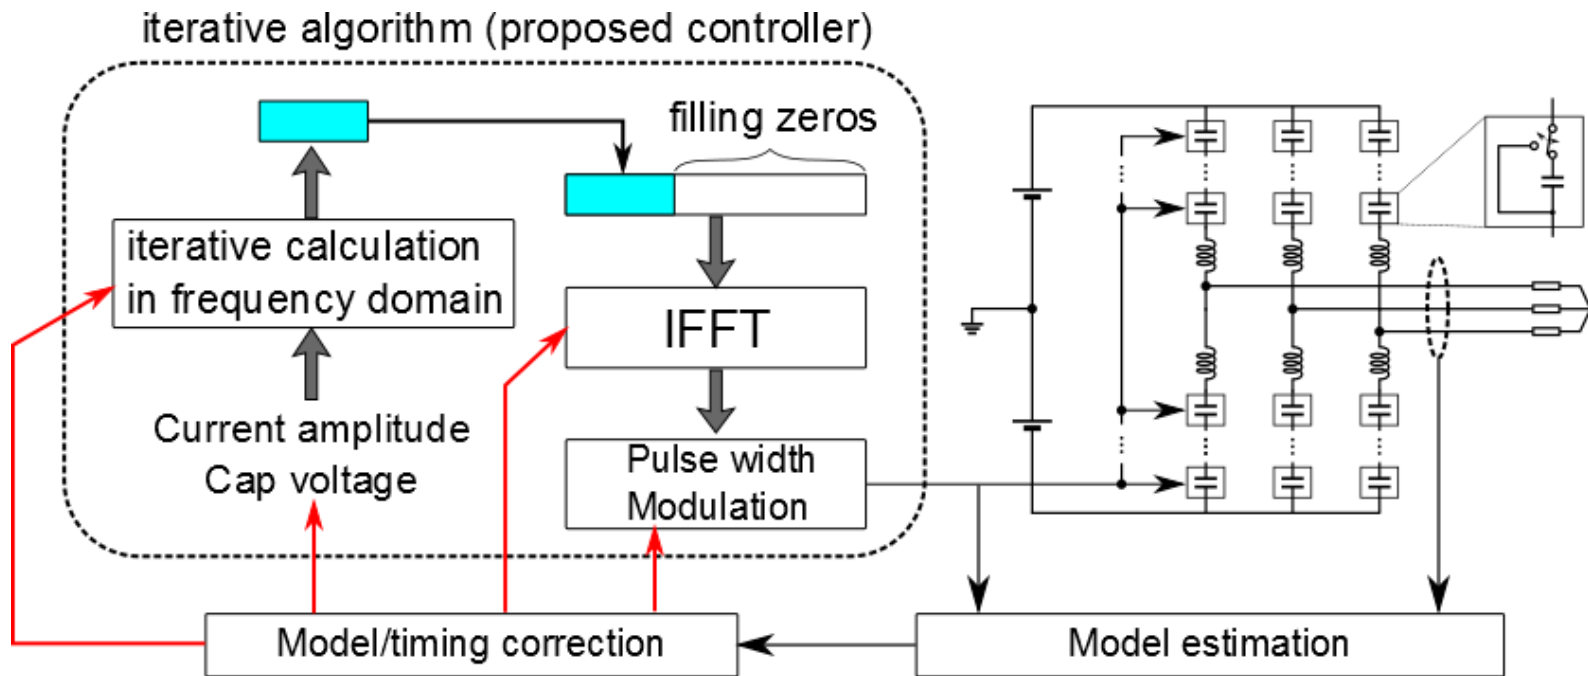 iterative algorithm (proposed controller)
filling zeros
iterative calculation
in frequency domain
IFFT
Current amplitude
Cap voltage
Pulse width
Modulation
Model/timing correction
Model estimation